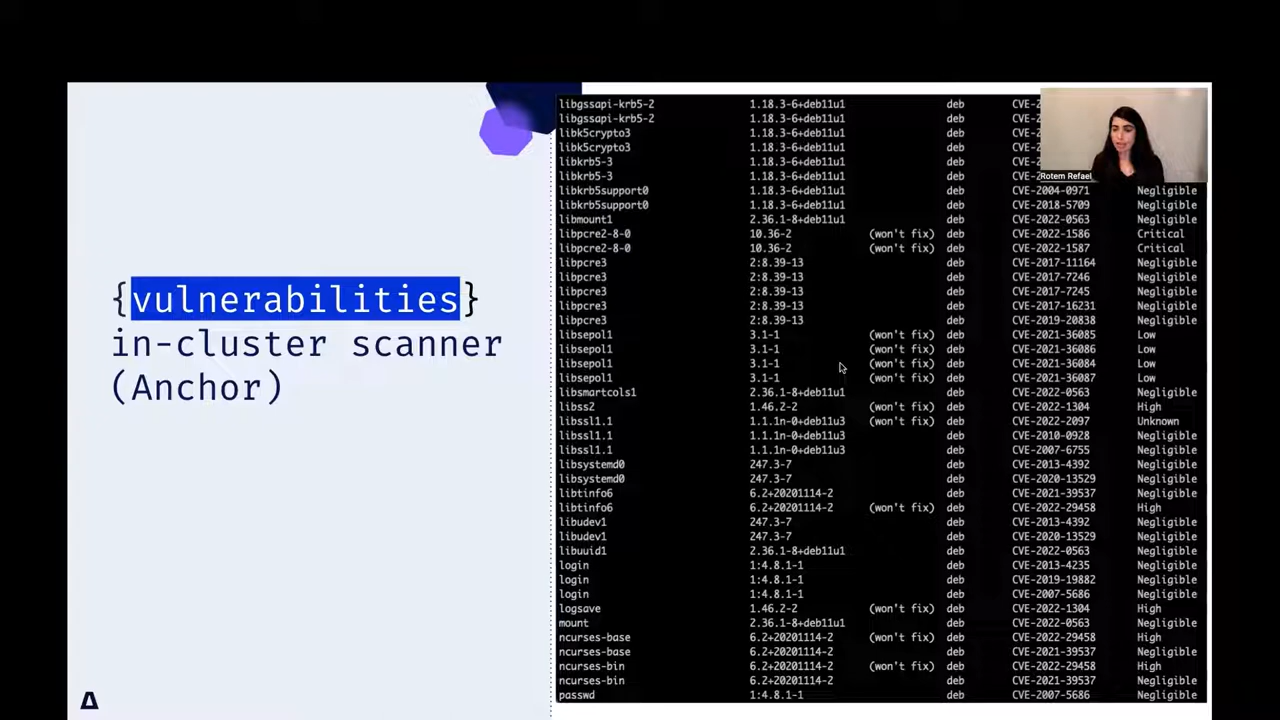 {vulnerabilities}
in-cluster scanner
(Anchor)
libgssapi-krb5-2 1.18.3-6+deb11u1 deb
libgssapi-krb5-2 1.18.3-6+deb11u1 deb
libk5crypto3 1.18.3-6+deb11u1 deb
libk5crypto3 1.18.3-6+deb11u1 deb
libkrb5-3 1.18.3-6+deb11u1 deb
libkrb5-3 1.18.3-6+deb11u1 deb
Rotem Refael
libkrb5support0 1.18.3-6+deb11u1 deb CVE-2004-0971 Negligible
libkrb5support0 1.18.3-6+deb11u1 deb CVE-2018-5709 Negligible
libmount1 2.36.1-8+deb11u1 deb CVE-2022-0563 Negligible
libpcre2-8-0 10.36-2 (won't fix) deb CVE-2022-1586 Critical
libpcre2-8-0 10.36-2 (won't fix) deb CVE-2022-1587 Critical
libpcre3 2:8.39-13 deb CVE-2017-11164 Negligible
libpcre3 2:8.39-13 deb CVE-2017-7246 Negligible
libpcre3 2:8.39-13 deb CVE-2017-7245 Negligible
libpcre3 2:8.39-13 deb CVE-2017-16231 Negligible
libpcre3 2:8.39-13 deb CVE-2019-20838 Negligible
libsepol1 3.1-1 (won't fix) deb CVE-2021-36085 Low
libsepol1 3.1-1 (won't fix) deb CVE-2021-36086 Low
libsepol1 3.1-1 (won't fix) deb CVE-2021-36084 Low
libsepol1 3.1-1 (won't fix) deb CVE-2021-36087 Low
libsmartcols1 2.36.1-8+deb11u1 deb CVE-2022-0563 Negligible
libss2 1.46.2-2 (won't fix) deb CVE-2022-1304 High
libssl1.1 1.1.1n-0+deb11u3 (won't fix) deb CVE-2022-2097 Unknown
libssl1.1 1.1.1n-0+deb11u3 deb CVE-2010-0928 Negligible
libssl1.1 1.1.1n-0+deb11u3 deb CVE-2007-6755 Negligible
libsystemd0 247.3-7 deb CVE-2013-4392 Negligible
libsystemd0 247.3-7 deb CVE-2020-13529 Negligible
libtinfo6 6.2+20201114-2 deb CVE-2021-39537 Negligible
libtinfo6 6.2+20201114-2 (won't fix) deb CVE-2022-29458 High
libudev1 247.3-7 deb CVE-2013-4392 Negligible
libudev1 247.3-7 deb CVE-2020-13529 Negligible
libuuid1 2.36.1-8+deb11u1 deb CVE-2022-0563 Negligible
login 1:4.8.1-1 deb CVE-2013-4235 Negligible
login 1:4.8.1-1 deb CVE-2019-19882 Negligible
login 1:4.8.1-1 deb CVE-2007-5686 Negligible
logsave 1.46.2-2 (won't fix) deb CVE-2022-1304 High
mount 2.36.1-8+deb11u1 deb CVE-2022-0563 Negligible
ncurses-base 6.2+20201114-2 (won't fix) deb CVE-2022-29458 High
ncurses-base 6.2+20201114-2 deb CVE-2021-39537 Negligible
ncurses-bin 6.2+20201114-2 (won't fix) deb CVE-2022-29458 High
ncurses-bin 6.2+20201114-2 deb CVE-2021-39537 Negligible
passwd 1:4.8.1-1 deb CVE-2007-5686 Negligible